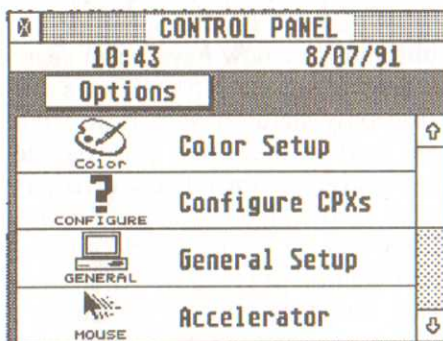 CONTROL PANEL
10:43 8/07/91
Options
Color Color Setup
CONFIGURE Configure CPXs
GENERAL General Setup
MOUSE Accelerator